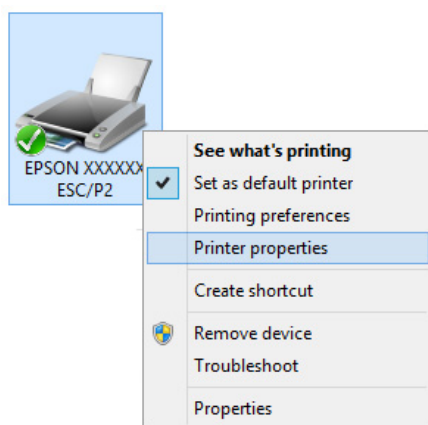 EPSON XXXXXX
ESC/P2
See what's printing
Set as default printer
Printing preferences
Printer properties
Create shortcut
Remove device
Troubleshoot
Properties